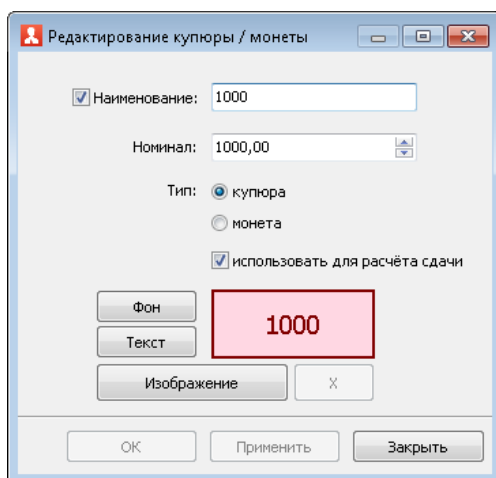 Редактирование купюры / монеты
Наименование: 1000
Номинал: 1000,00
Тип: купюра
монета
использовать для расчёта сдачи
Фон
1000
Текст
Изображение X
ОК Применить Закрыть